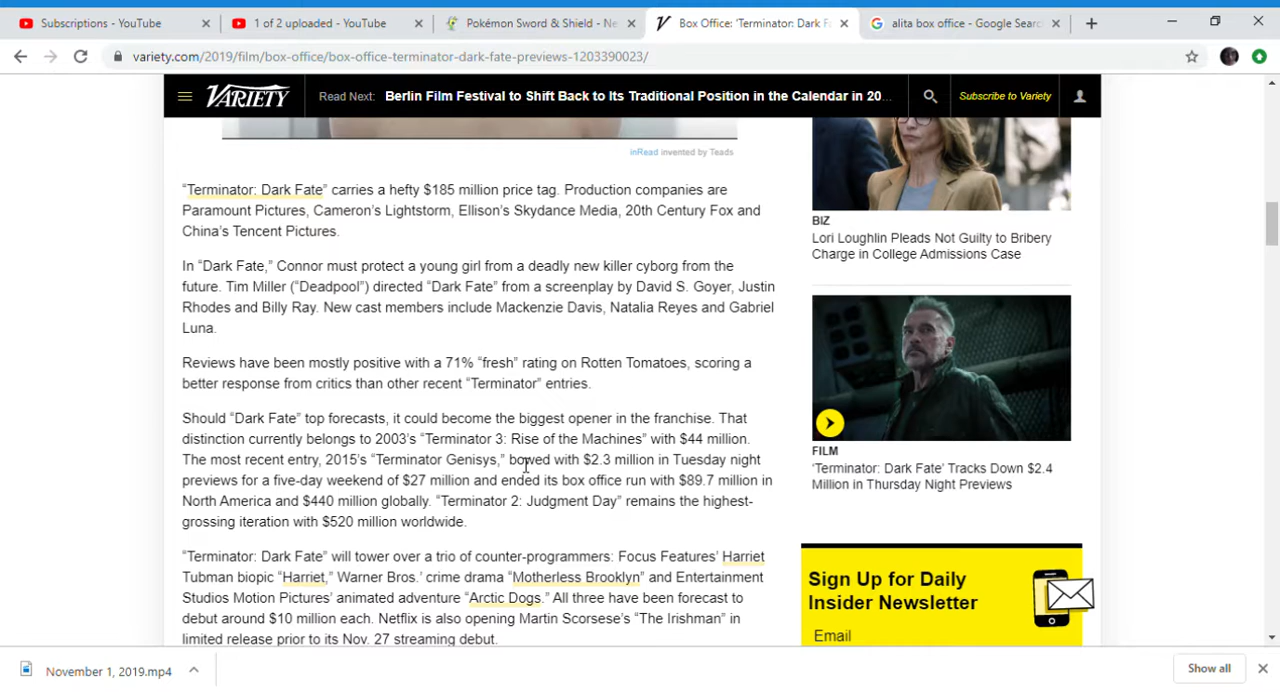 Subscriptions - YouTube
1 of 2 uploaded - YouTube
Pokémon Sword & Shield - Ne
Box Office: 'Terminator: Dark F
alita box office - Google Searc
variety.com/2019/film/box-office/box-office-terminator-dark-fate-previews-1203390023/
VARIETY
Read Next: Berlin Film Festival to Shift Back to Its Traditional Position in the Calendar in 20...
Subscribe to Variety
inRead invented by Teads
“Terminator: Dark Fate” carries a hefty $185 million price tag. Production companies are
Paramount Pictures, Cameron’s Lightstorm, Ellison’s Skydance Media, 20th Century Fox and
China’s Tencent Pictures.
In “Dark Fate,” Connor must protect a young girl from a deadly new killer cyborg from the
future. Tim Miller (“Deadpool”) directed “Dark Fate” from a screenplay by David S. Goyer, Justin
Rhodes and Billy Ray. New cast members include Mackenzie Davis, Natalia Reyes and Gabriel
Luna.
Reviews have been mostly positive with a 71% “fresh” rating on Rotten Tomatoes, scoring a
better response from critics than other recent “Terminator” entries.
Should “Dark Fate” top forecasts, it could become the biggest opener in the franchise. That
distinction currently belongs to 2003’s “Terminator 3: Rise of the Machines” with $44 million.
The most recent entry, 2015’s “Terminator Genisys,” bowed with $2.3 million in Tuesday night
previews for a five-day weekend of $27 million and ended its box office run with $89.7 million in
North America and $440 million globally. “Terminator 2: Judgment Day” remains the highest-
grossing iteration with $520 million worldwide.
“Terminator: Dark Fate” will tower over a trio of counter-programmers: Focus Features’ Harriet
Tubman biopic “Harriet,” Warner Bros.’ crime drama “Motherless Brooklyn” and Entertainment
Studios Motion Pictures’ animated adventure “Arctic Dogs.” All three have been forecast to
debut around $10 million each. Netflix is also opening Martin Scorsese’s “The Irishman” in
limited release prior to its Nov. 27 streaming debut.
BIZ
Lori Loughlin Pleads Not Guilty to Bribery
Charge in College Admissions Case
FILM
‘Terminator: Dark Fate’ Tracks Down $2.4
Million in Thursday Night Previews
Sign Up for Daily
Insider Newsletter
Email
November 1, 2019.mp4
Show all